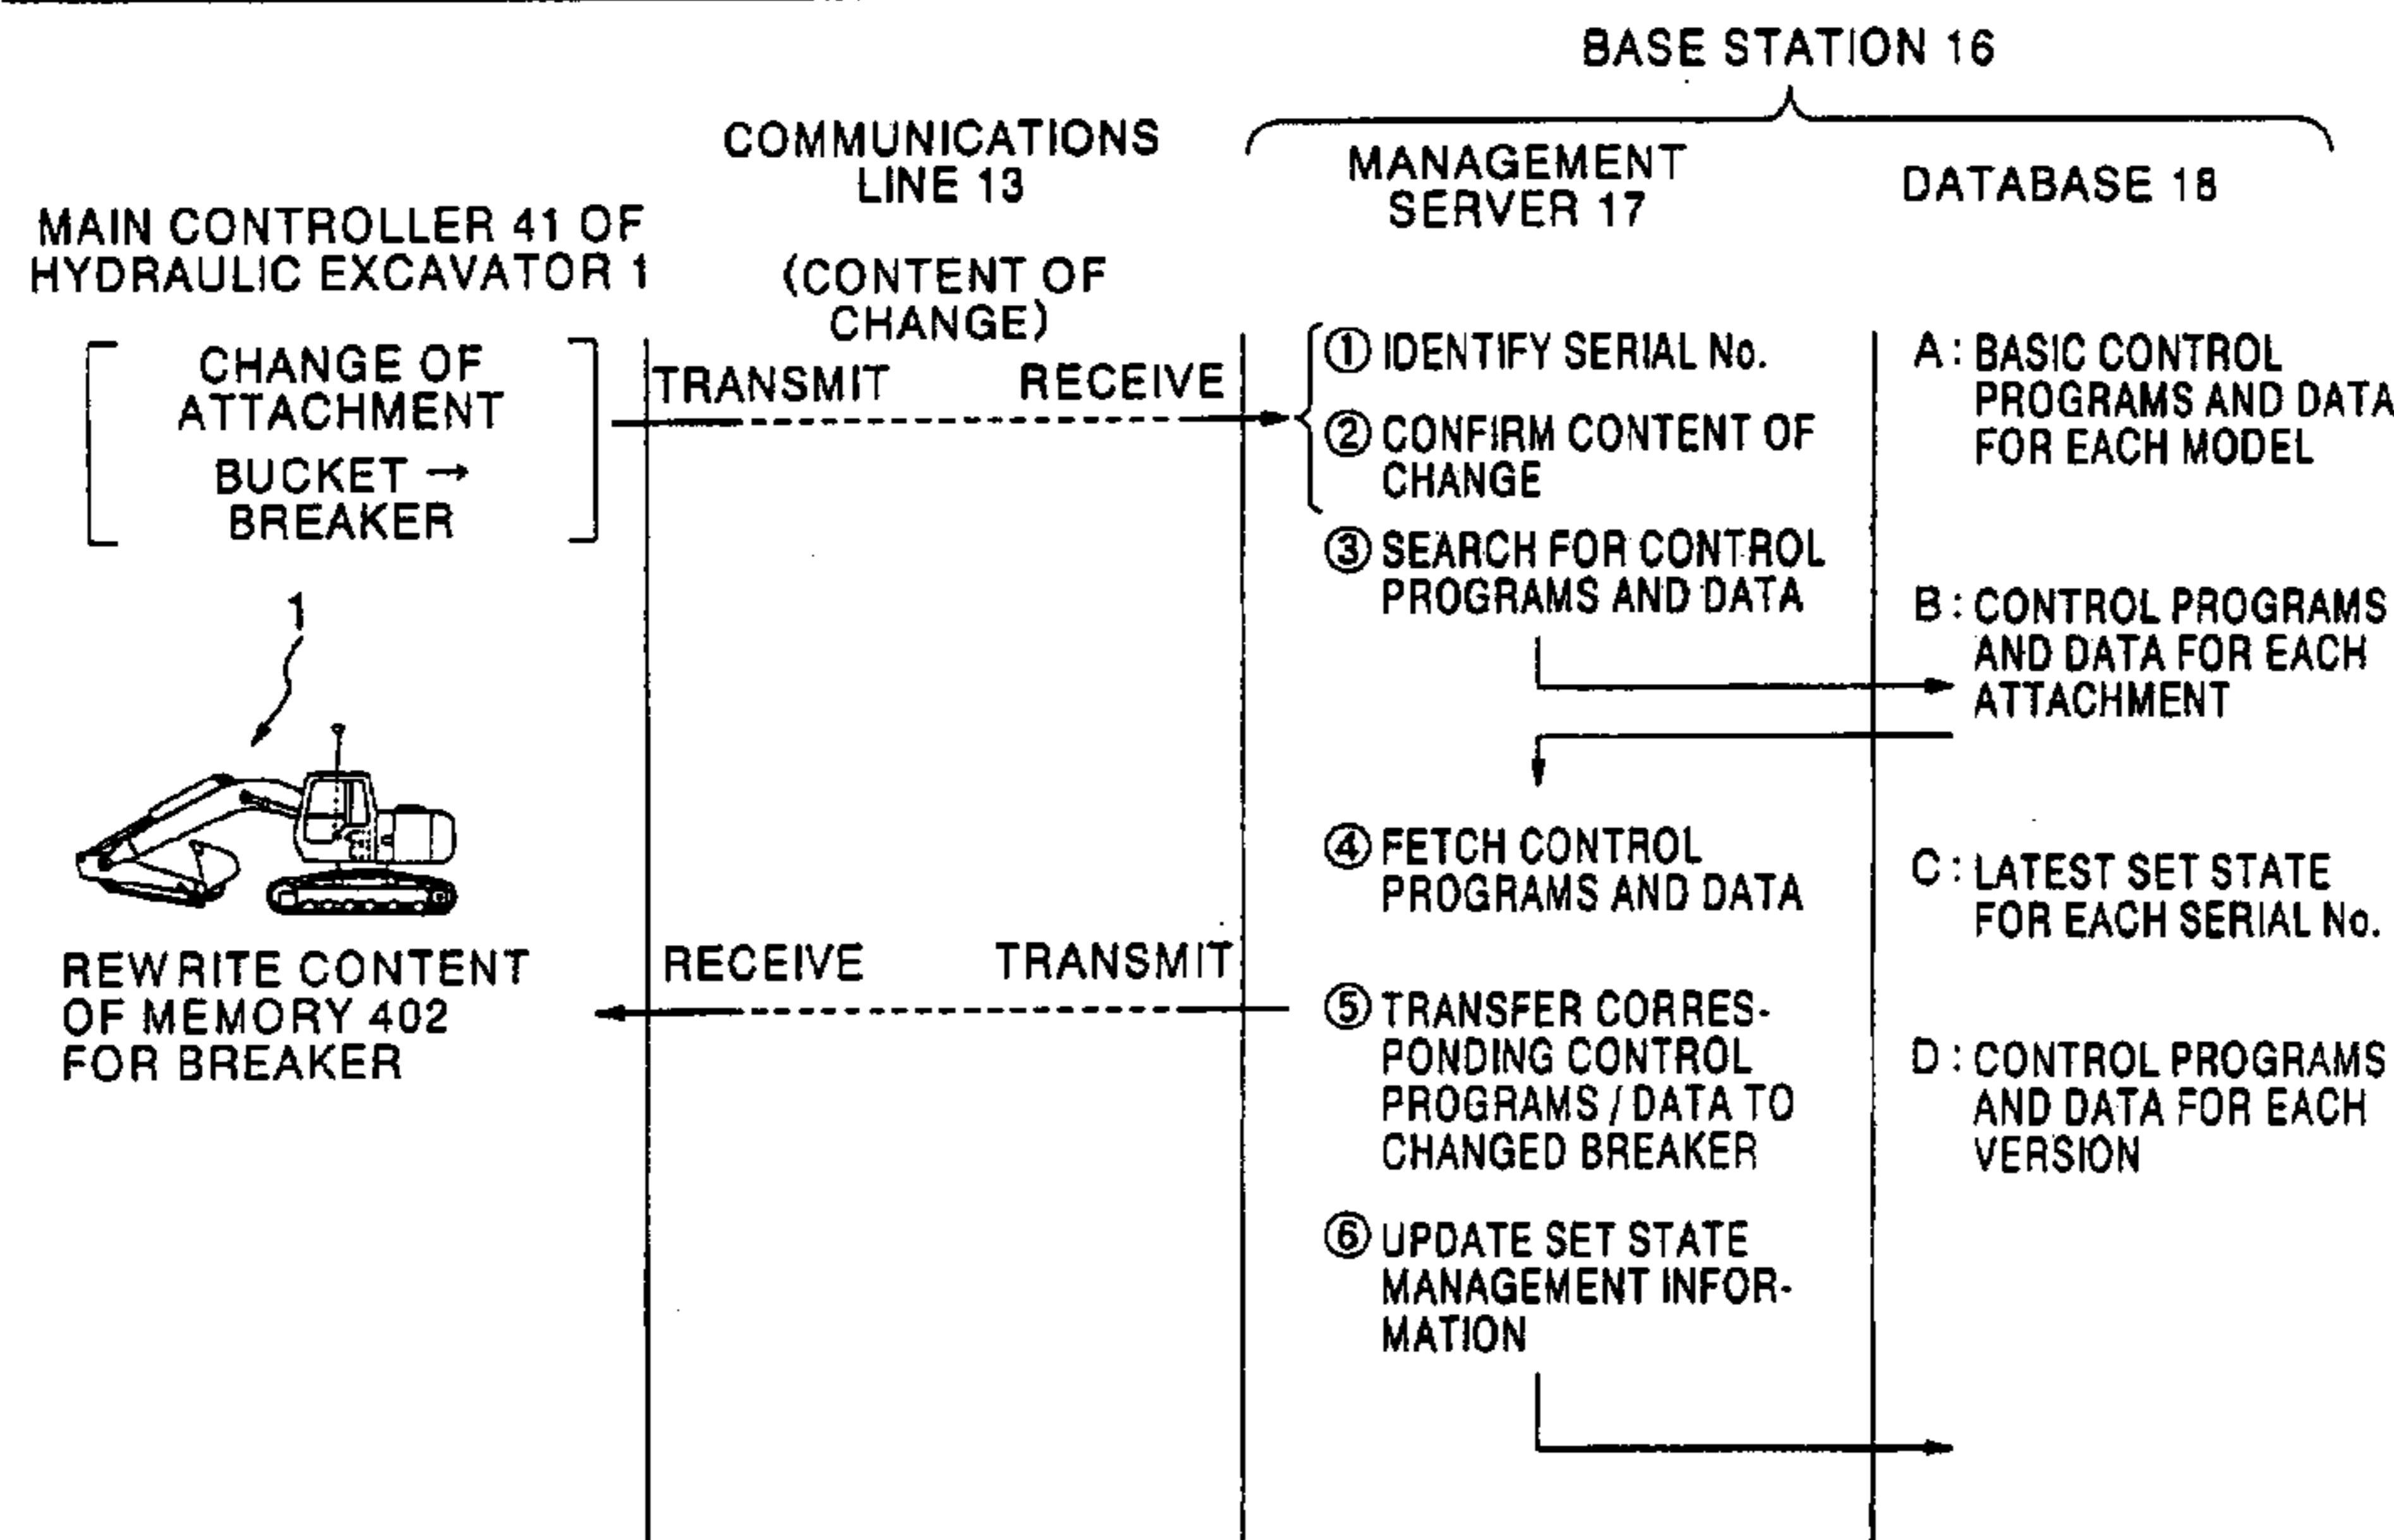 BASE STATION 16
COMMUNICATIONS
LINE 13
MANAGEMENT
SERVER 17
DATABASE 18
MAIN CONTROLLER 41 OF
HYDRAULIC EXCAVATOR 1
(CONTENT OF
CHANGE)
CHANGE OF
ATTACHMENT
BUCKET →
BREAKER
TRANSMIT RECEIVE
① IDENTIFY SERIAL No.
② CONFIRM CONTENT OF
CHANGE
③ SEARCH FOR CONTROL
PROGRAMS AND DATA
A : BASIC CONTROL
PROGRAMS AND DATA
FOR EACH MODEL
B : CONTROL PROGRAMS
AND DATA FOR EACH
ATTACHMENT
1
④ FETCH CONTROL
PROGRAMS AND DATA
C : LATEST SET STATE
FOR EACH SERIAL No.
REWRITE CONTENT
OF MEMORY 402
FOR BREAKER
RECEIVE TRANSMIT
⑤ TRANSFER CORRES-
PONDING CONTROL
PROGRAMS / DATA TO
CHANGED BREAKER
D : CONTROL PROGRAMS
AND DATA FOR EACH
VERSION
⑥ UPDATE SET STATE
MANAGEMENT INFOR-
MATION